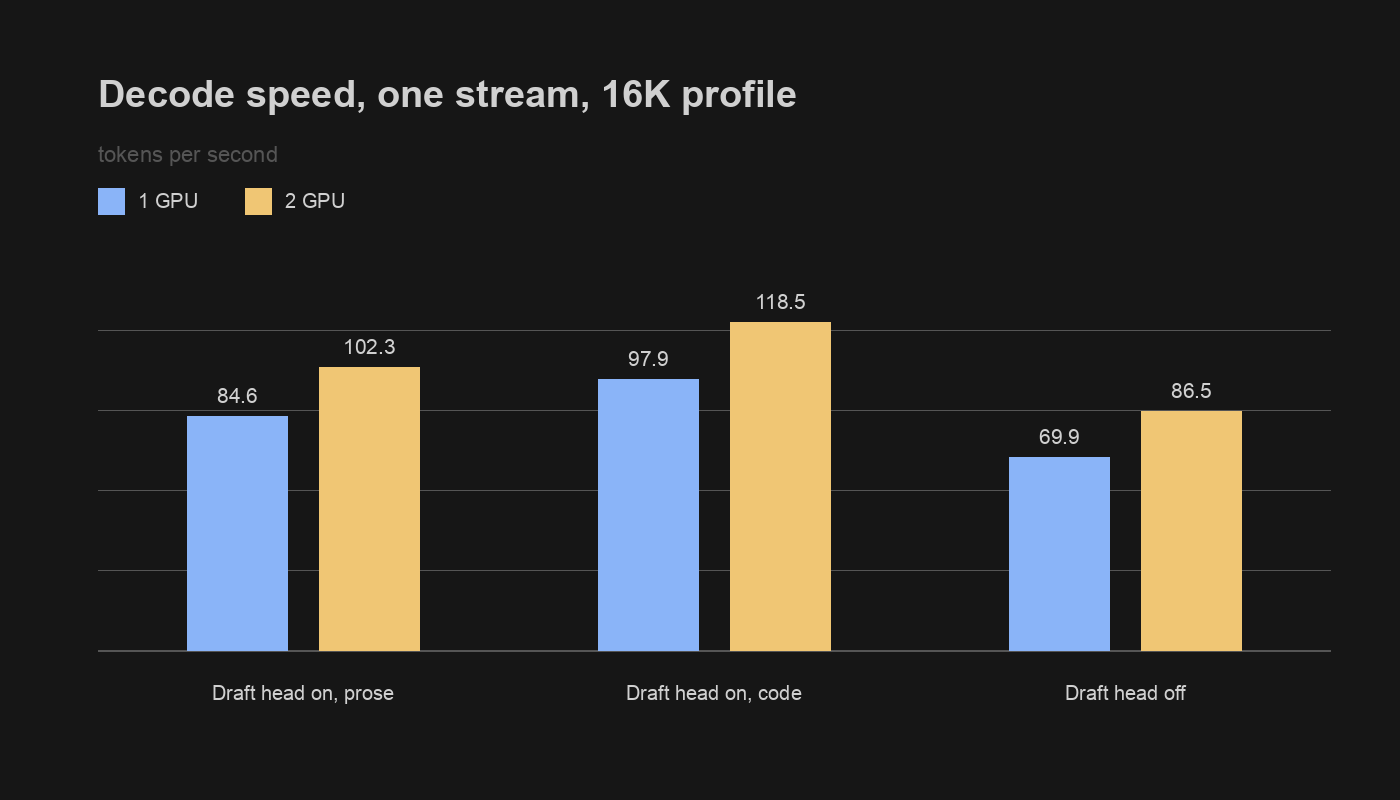 Decode speed, one stream, 16K profile
tokens per second
1 GPU 2 GPU
118.5
102.3
97.9
84.6
86.5
69.9
Draft head on, prose Draft head on, code Draft head off